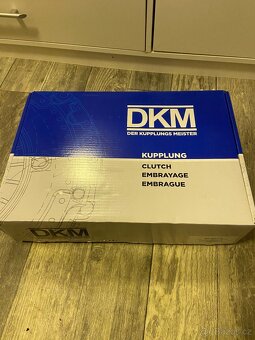 DKM
DER KUPPLUNGS MEISTER
KUPPLUNG
CLUTCH
EMBRAYAGE
EMBRAGUE
DKM